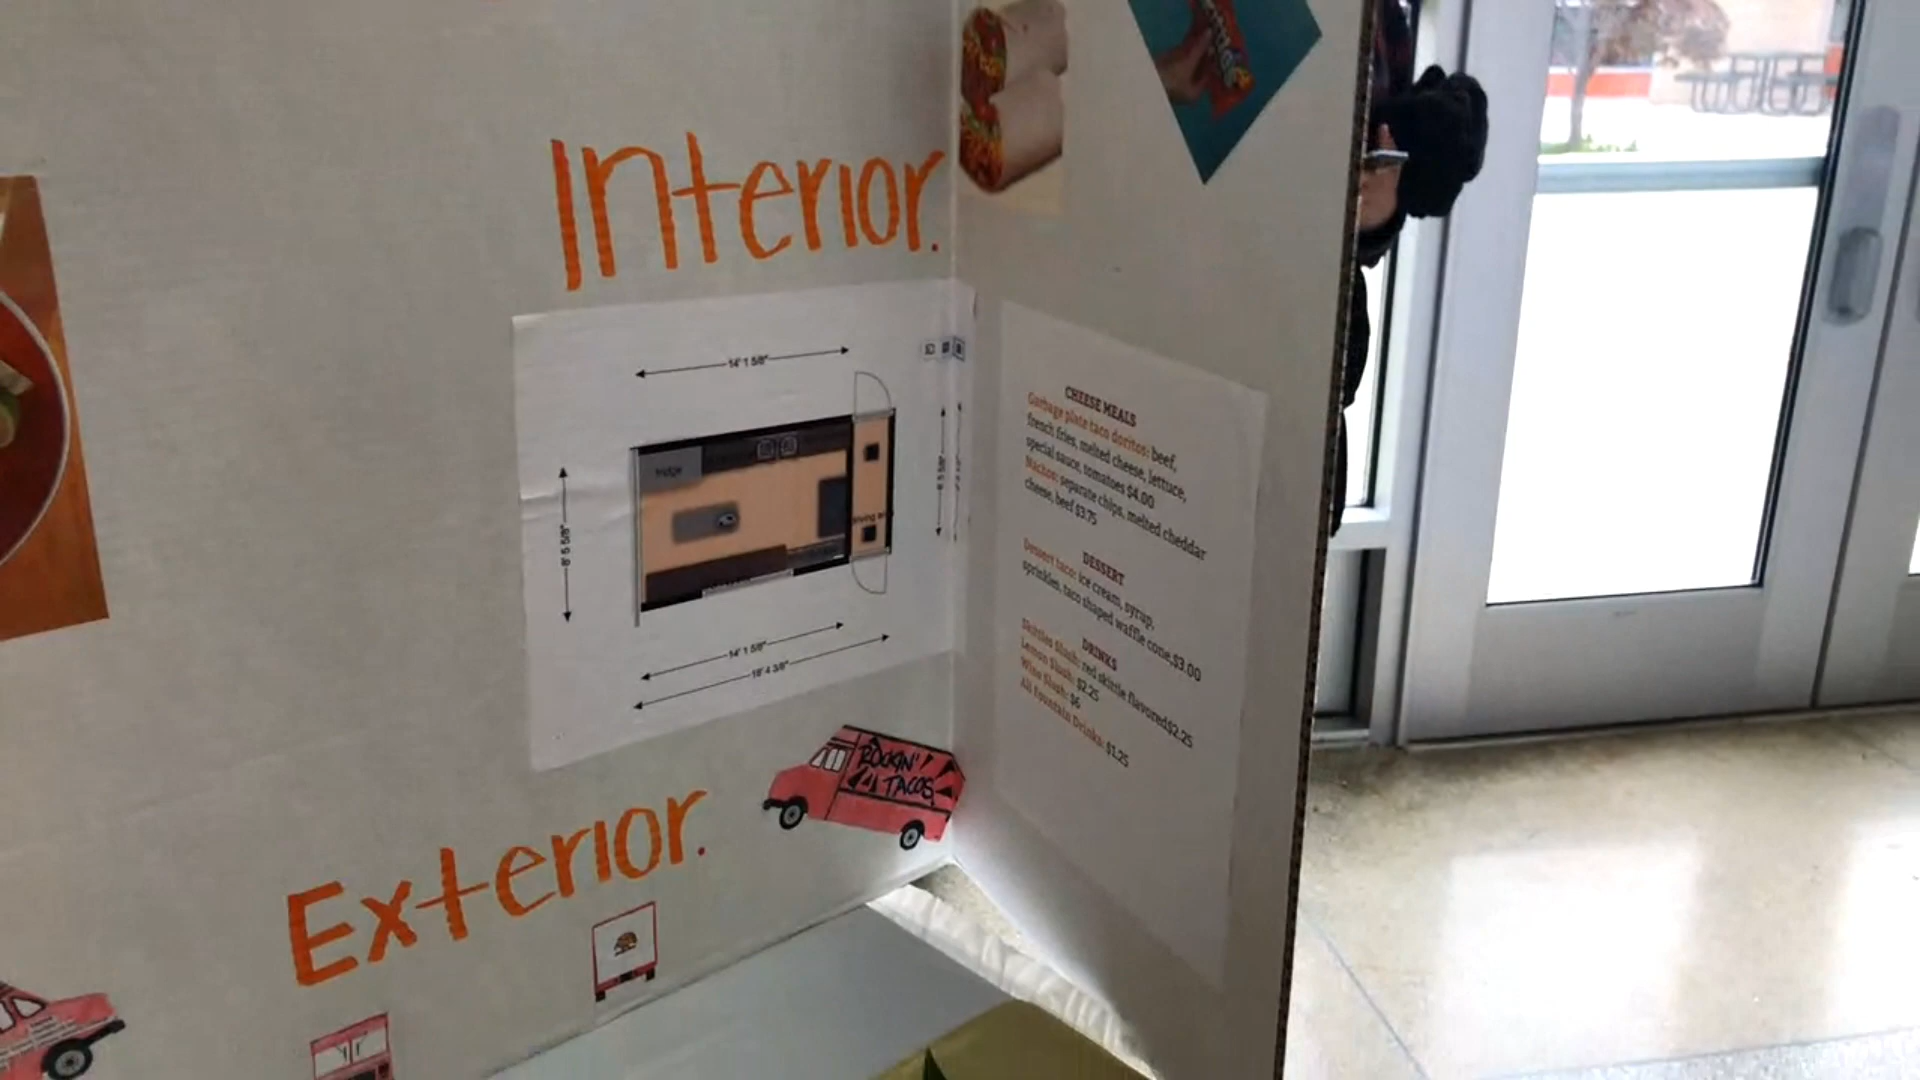 Interior.
14' 1 5/8"
fridge
8' 6 5/8"
14' 1 5/8"
18' 4 3/8"
CHEESE MEALS
Garbage plate taco doritos: beef,
french fries, melted cheese, lettuce,
special sauce, tomatoes $4.00
Nachos: separate chips, melted cheddar
cheese, beef $3.75
DESSERT
Dessert taco: ice cream, syrup,
sprinkles, taco shaped waffle cone,$3.00
DRINKS
Skittles Slush: red skittle flavored$2.25
Lemon Slush: $2.25
Wine Slush: $6
All Fountain Drinks: $1.25
ROCKIN'
TACOS
Exterior.